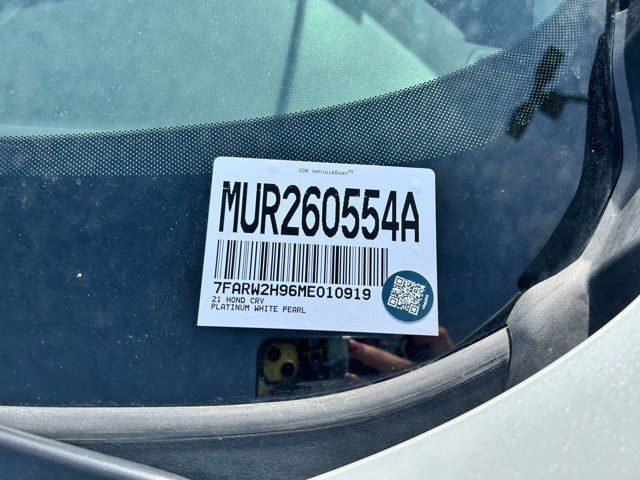 CDK VehicleScan™
MUR260554A
7FARW2H96ME010919
21 HOND CRV
PLATINUM WHITE PEARL